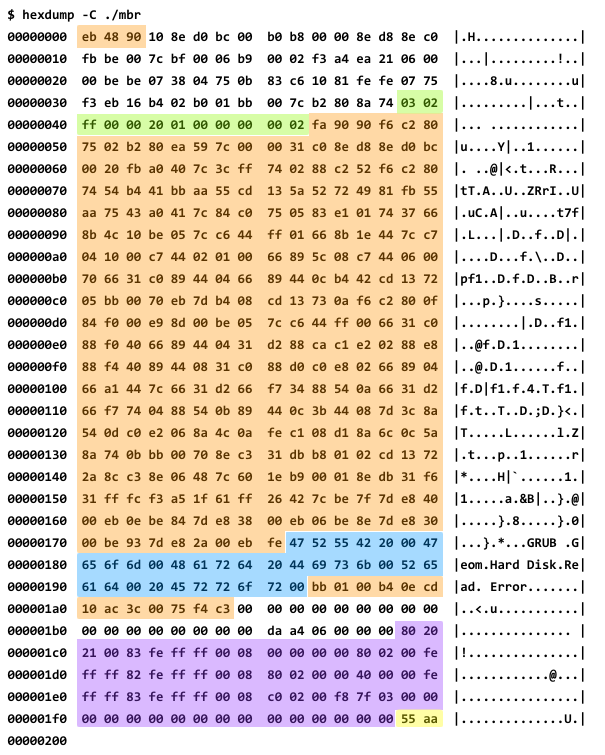 $ hexdump -C ./mbr
00000000  eb 48 90 10 8e d0 bc 00  b0 b8 00 00 8e d8 8e c0  |.H..............|
00000010  fb be 00 7c bf 00 06 b9  00 02 f3 a4 ea 21 06 00  |...|.........!..|
00000020  00 be be 07 38 04 75 0b  83 c6 10 81 fe fe 07 75  |....8.u........u|
00000030  f3 eb 16 b4 02 b0 01 bb  00 7c b2 80 8a 74 03 02  |.........|...t..|
00000040  ff 00 00 20 01 00 00 00  00 02 fa 90 90 f6 c2 80  |... ............|
00000050  75 02 b2 80 ea 59 7c 00  00 31 c0 8e d8 8e d0 bc  |u....Y|..1......|
00000060  00 20 fb a0 40 7c 3c ff  74 02 88 c2 52 f6 c2 80  |. ..@|<.t...R...|
00000070  74 54 b4 41 bb aa 55 cd  13 5a 52 72 49 81 fb 55  |tT.A..U..ZRrI..U|
00000080  aa 75 43 a0 41 7c 84 c0  75 05 83 e1 01 74 37 66  |.uC.A|..u....t7f|
00000090  8b 4c 10 be 05 7c c6 44  ff 01 66 8b 1e 44 7c c7  |.L...|.D..f..D|.|
000000a0  04 10 00 c7 44 02 01 00  66 89 5c 08 c7 44 06 00  |....D...f.\..D..|
000000b0  70 66 31 c0 89 44 04 66  89 44 0c b4 42 cd 13 72  |pf1..D.f.D..B..r|
000000c0  05 bb 00 70 eb 7d b4 08  cd 13 73 0a f6 c2 80 0f  |...p.}....s.....|
000000d0  84 f0 00 e9 8d 00 be 05  7c c6 44 ff 00 66 31 c0  |........|.D..f1.|
000000e0  88 f0 40 66 89 44 04 31  d2 88 ca c1 e2 02 88 e8  |..@f.D.1........|
000000f0  88 f4 40 89 44 08 31 c0  88 d0 c0 e8 02 66 89 04  |..@.D.1......f..|
00000100  66 a1 44 7c 66 31 d2 66  f7 34 88 54 0a 66 31 d2  |f.D|f1.f.4.T.f1.|
00000110  66 f7 74 04 88 54 0b 89  44 0c 3b 44 08 7d 3c 8a  |f.t..T..D.;D.}<.|
00000120  54 0d c0 e2 06 8a 4c 0a  fe c1 08 d1 8a 6c 0c 5a  |T.....L......l.Z|
00000130  8a 74 0b bb 00 70 8e c3  31 db b8 01 02 cd 13 72  |.t...p..1......r|
00000140  2a 8c c3 8e 06 48 7c 60  1e b9 00 01 8e db 31 f6  |*....H|`......1.|
00000150  31 ff fc f3 a5 1f 61 ff  26 42 7c be 7f 7d e8 40  |1.....a.&B|..}.@|
00000160  00 eb 0e be 84 7d e8 38  00 eb 06 be 8e 7d e8 30  |.....}.8.....}.0|
00000170  00 be 93 7d e8 2a 00 eb  fe 47 52 55 42 20 00 47  |...}.*...GRUB .G|
00000180  65 6f 6d 00 48 61 72 64  20 44 69 73 6b 00 52 65  |eom.Hard Disk.Re|
00000190  61 64 00 20 45 72 72 6f  72 00 bb 01 00 b4 0e cd  |ad. Error.......|
000001a0  10 ac 3c 00 75 f4 c3 00  00 00 00 00 00 00 00 00  |..<.u...........|
000001b0  00 00 00 00 00 00 00 00  da a4 06 00 00 00 80 20  |............... |
000001c0  21 00 83 fe ff ff 00 08  00 00 00 00 80 02 00 fe  |!...............|
000001d0  ff ff 82 fe ff ff 00 08  80 02 00 00 40 00 00 fe  |............@...|
000001e0  ff ff 83 fe ff ff 00 08  c0 02 00 f8 7f 03 00 00  |................|
000001f0  00 00 00 00 00 00 00 00  00 00 00 00 00 00 55 aa  |..............U.|
00000200